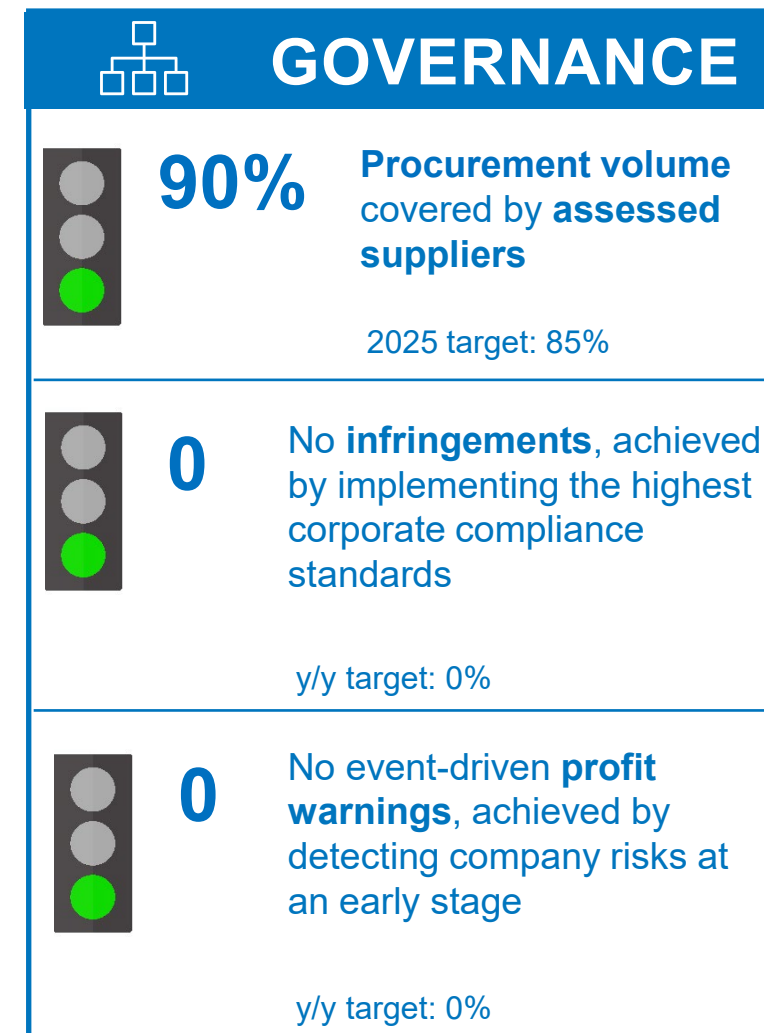 GOVERNANCE
90%
Procurement volume
covered by assessed
suppliers
2025 target: 85%
0
No infringements, achieved
by implementing the highest
corporate compliance
standards
y/y target: 0%
0
No event-driven profit
warnings, achieved by
detecting company risks at
an early stage
y/y target: 0%